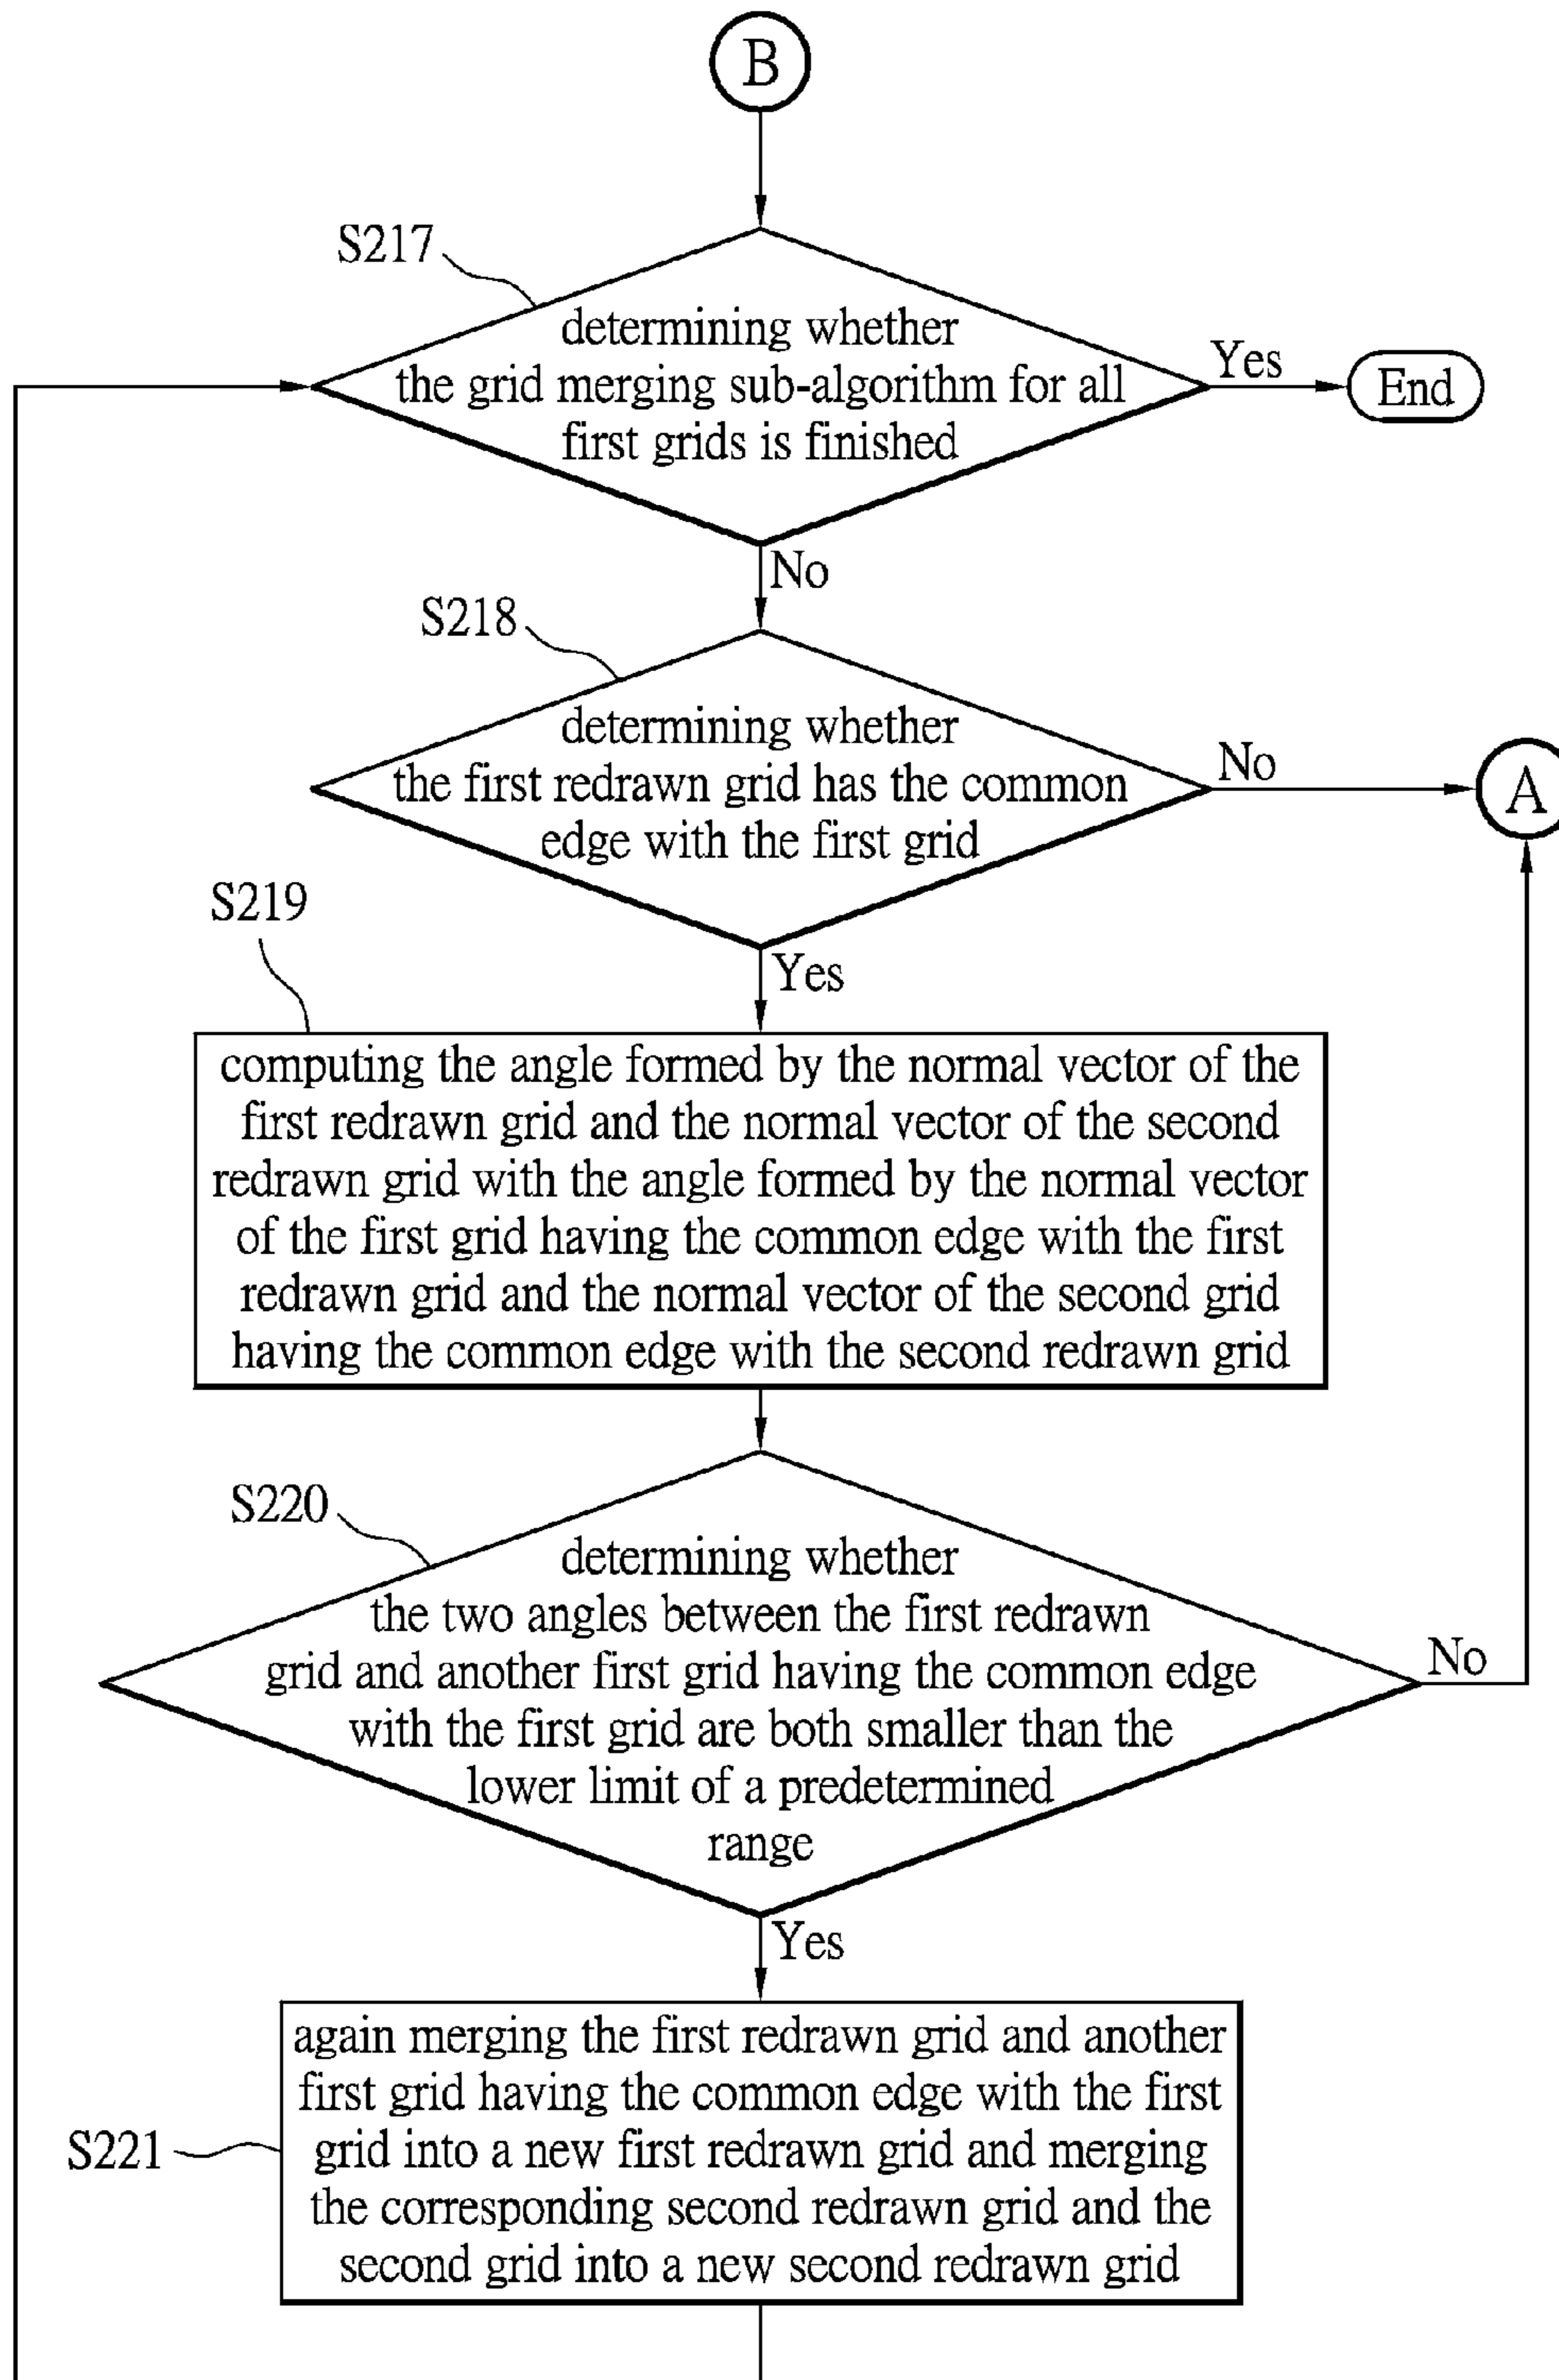 B
S217
determining whether
the grid merging sub-algorithm for all
first grids is finished
Yes
End
No
S218
determining whether
the first redrawn grid has the common
edge with the first grid
No
A
S219
Yes
computing the angle formed by the normal vector of the
first redrawn grid and the normal vector of the second
redrawn grid with the angle formed by the normal vector
of the first grid having the common edge with the first
redrawn grid and the normal vector of the second grid
having the common edge with the second redrawn grid
S220
determining whether
the two angles between the first redrawn
grid and another first grid having the common edge
with the first grid are both smaller than the
lower limit of a predetermined
range
No
Yes
S221
again merging the first redrawn grid and another
first grid having the common edge with the first
grid into a new first redrawn grid and merging
the corresponding second redrawn grid and the
second grid into a new second redrawn grid